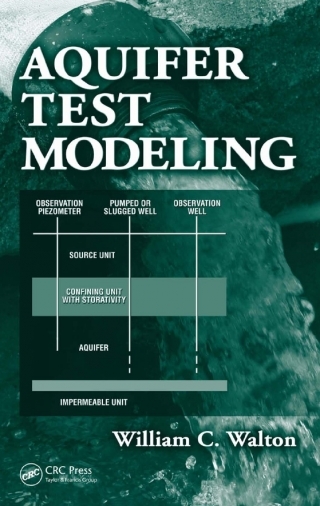 AQUIFER
TEST
MODELING
OBSERVATION
PIEZOMETER
PUMPED OR
SLUGGED WELL
OBSERVATION
WELL
SOURCE UNIT
CONFINING UNIT
WITH STORATIVITY
AQUIFER
IMPERMEABLE UNIT
William C. Walton
CRC
CRC Press
Taylor & Francis Group